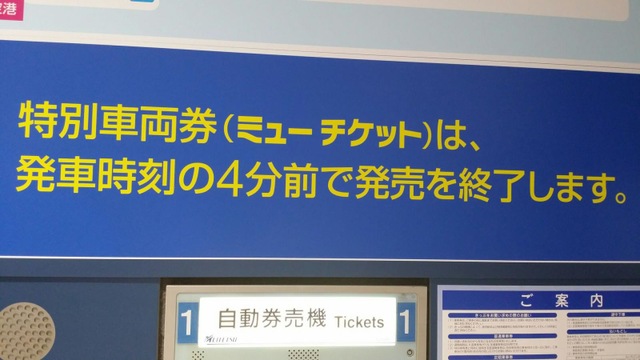 港
特別車両券(ミューチケット)は、
発車時刻の4分前で発売を終了します。
1 自動券売機 Tickets 1
ご案内